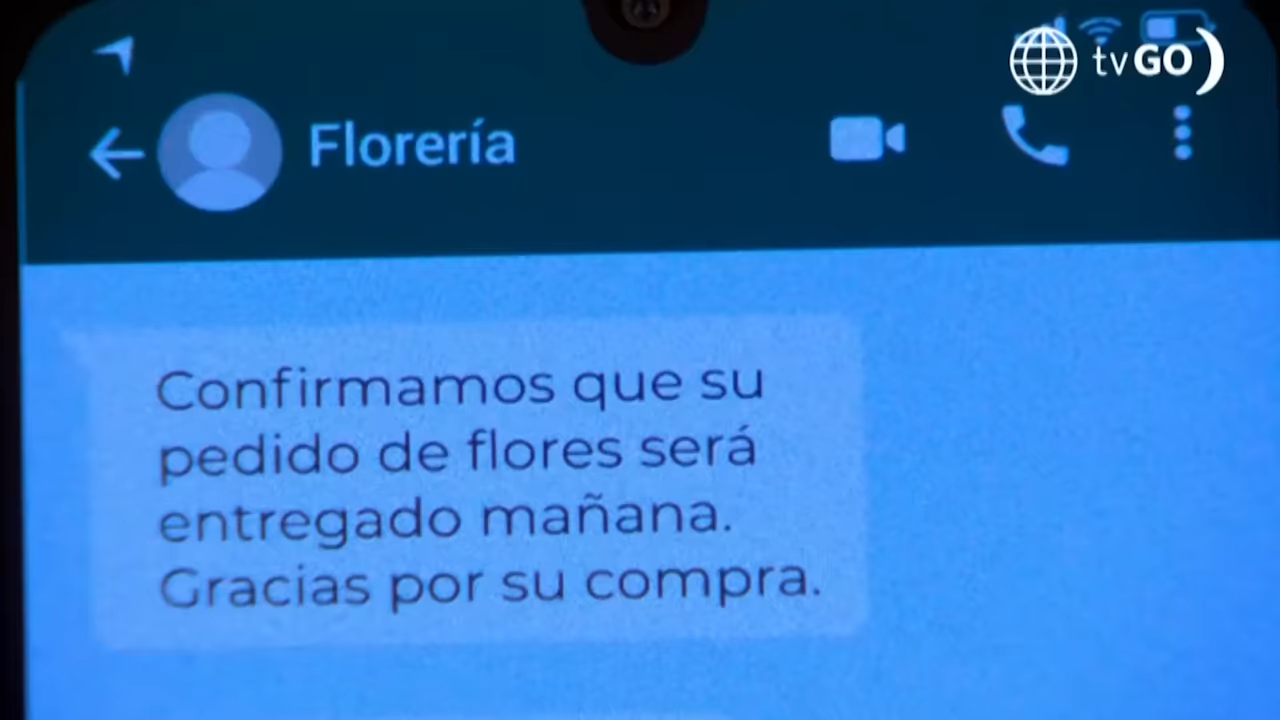 tvGO
Florería
Confirmamos que su
pedido de flores será
entregado mañana.
Gracias por su compra.